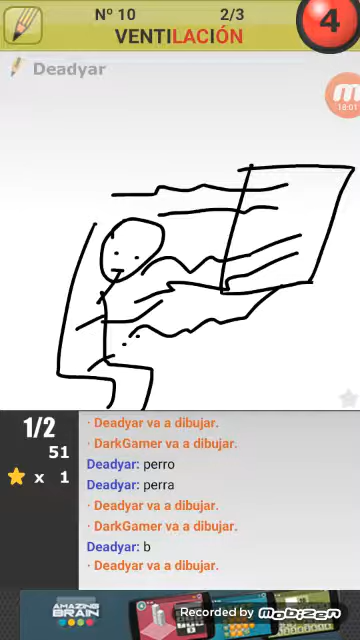 Nº 10 2/3 4
VENTILACIÓN
Deadyar
18:01
1/2
51
x 1
· Deadyar va a dibujar.
· DarkGamer va a dibujar.
Deadyar: perro
Deadyar: perra
· Deadyar va a dibujar.
· DarkGamer va a dibujar.
Deadyar: b
· Deadyar va a dibujar.
AMAZING BRAIN
Recorded by Mobizen